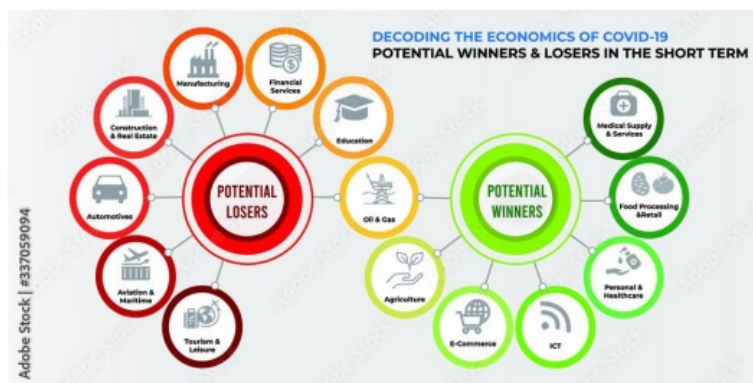 DECODING THE ECONOMICS OF COVID-19
POTENTIAL WINNERS & LOSERS IN THE SHORT TERM
Manufacturing
Financial
Services
Construction
& Real Estate
Education
Automotives
POTENTIAL
LOSERS
Oil & Gas
Aviation &
Maritime
Tourism &
Leisure
POTENTIAL
WINNERS
Medical Supply
& Services
Food Processing
&Retail
Personal &
Healthcare
ICT
E-Commerce
Agriculture
Adobe Stock | #337059094